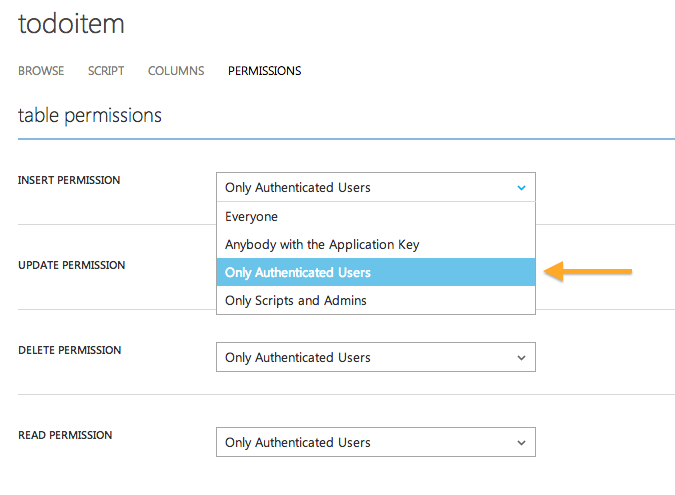 todoitem
BROWSE SCRIPT COLUMNS PERMISSIONS
table permissions
INSERT PERMISSION Only Authenticated Users
Everyone
Anybody with the Application Key
UPDATE PERMISSION Only Authenticated Users
Only Scripts and Admins
DELETE PERMISSION Only Authenticated Users
READ PERMISSION Only Authenticated Users